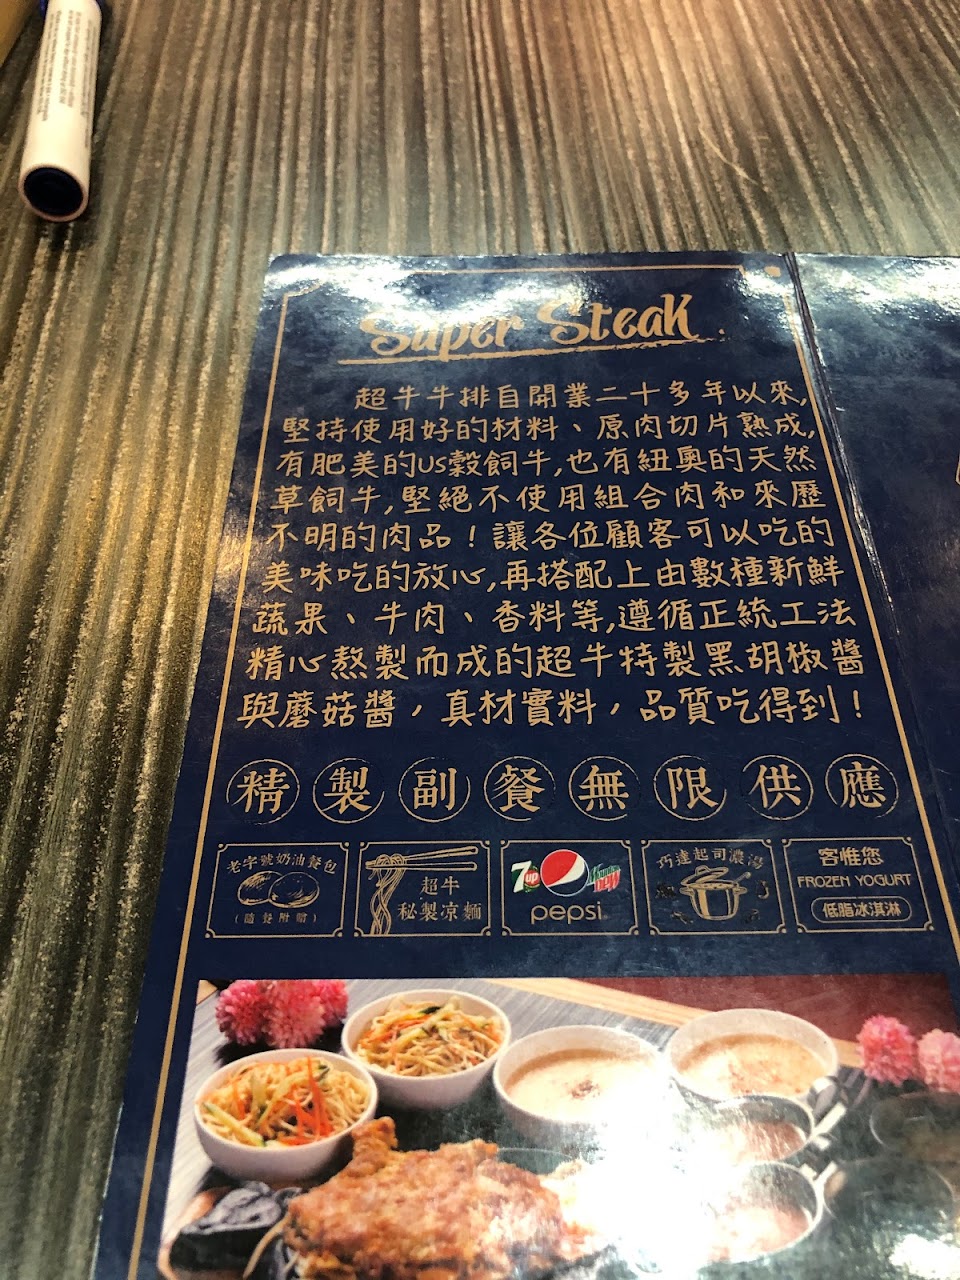 Super Steak
超牛牛排自開業二十多年以來,
堅持使用好的材料、原肉切片熟成,
有肥美的US穀飼牛,也有紐奧的天然
草飼牛,堅絕不使用組合肉和來歷
不明的肉品！讓各位顧客可以吃的
美味吃的放心,再搭配上由數種新鮮
蔬果、牛肉、香料等,遵循正統工法
精心熬製而成的超牛特製黑胡椒醬
與蘑菇醬，真材實料，品質吃得到！
精製副餐無限供應
老字號奶油餐包
(隨餐附贈)
超牛
秘製涼麵
7up
pepsi
巧達起司濃湯
客惟您
FROZEN YOGURT
低脂冰淇淋